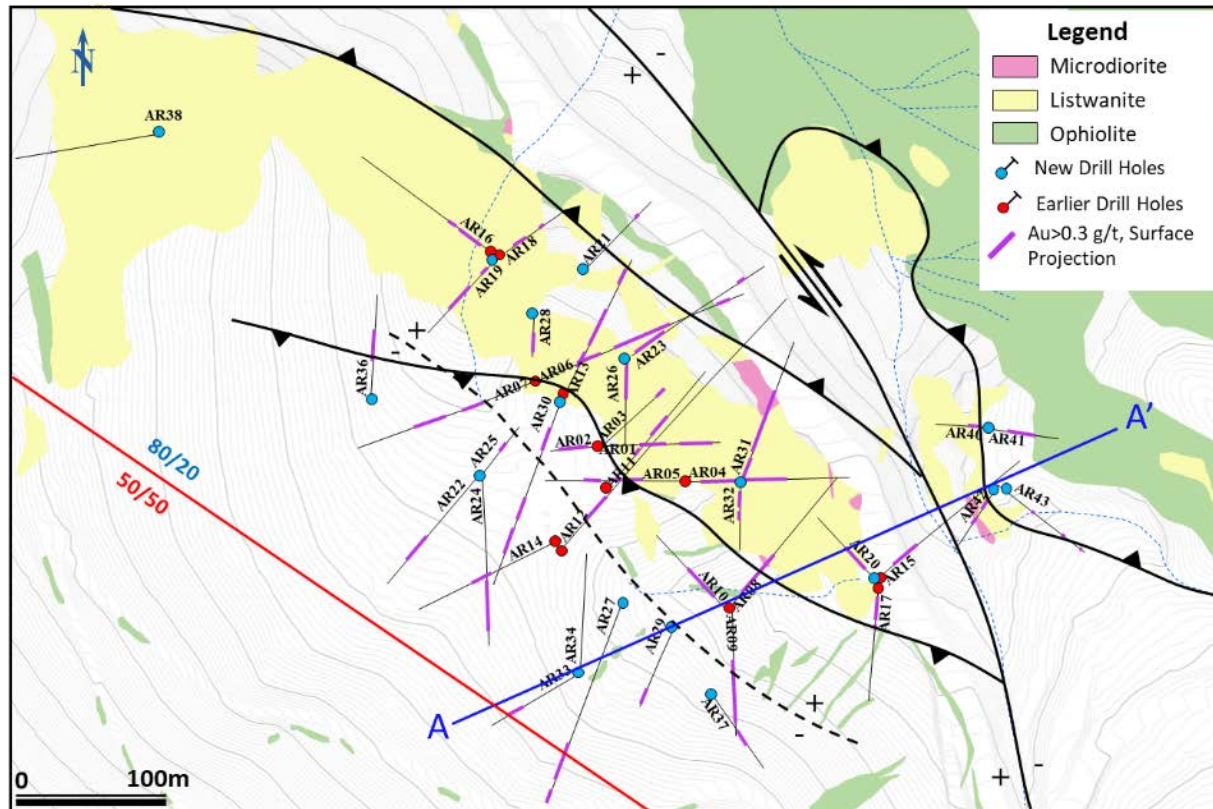 N
Legend
Microdiorite
Listwanite
Ophiolite
New Drill Holes
Earlier Drill Holes
Au>0.3 g/t, Surface
Projection
+ -
AR38
AR16
AR18
AR19
AR21
AR28
+
-
AR36
AR07
AR06
AR13
AR30
AR26
AR23
AR02
AR03
AR01
AR11
AR05
AR04
AR31
AR32
AR40
AR41
A'
AR25
AR22
AR24
AR42
AR43
80/20
50/50
AR14
AR20
AR15
AR17
AR10
AR08
AR09
AR27
AR29
AR34
AR33
AR37
A
+
-
+ -
0 100m